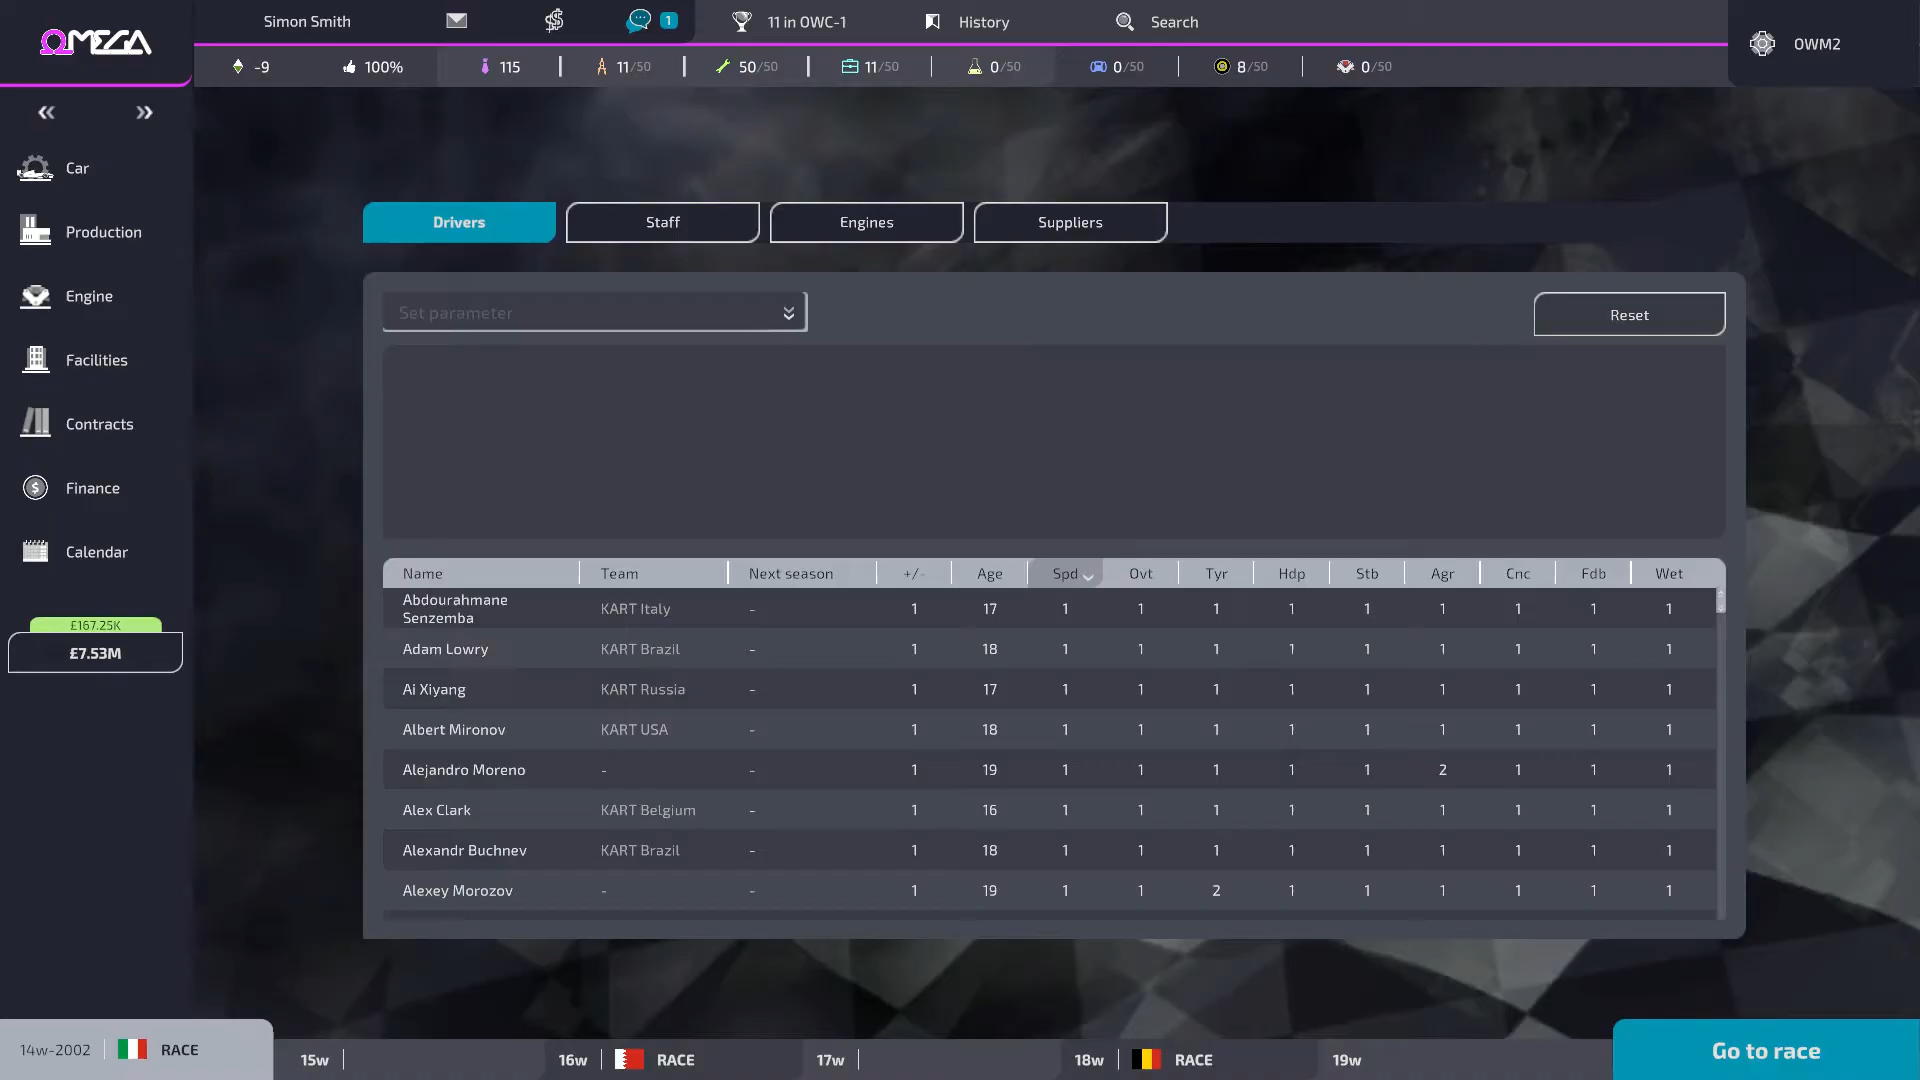 ΩMEGA
Simon Smith
1
11 in OWC-1
History
Search
OWM2
-9
100%
115
11/50
50/50
11/50
0/50
0/50
8/50
0/50
Car
Production
Engine
Facilities
Contracts
Finance
Calendar
£167.25K
£7.53M
Drivers
Staff
Engines
Suppliers
Set parameter
Reset
Name Team Next season +/- Age Spd Ovt Tyr Hdp Stb Agr Cnc Fdb Wet
Abdourahmane
Senzemba KART Italy - 1 17 1 1 1 1 1 1 1 1 1
Adam Lowry KART Brazil - 1 18 1 1 1 1 1 1 1 1 1
Ai Xiyang KART Russia - 1 17 1 1 1 1 1 1 1 1 1
Albert Mironov KART USA - 1 18 1 1 1 1 1 1 1 1 1
Alejandro Moreno - - 1 19 1 1 1 1 1 2 1 1 1
Alex Clark KART Belgium - 1 16 1 1 1 1 1 1 1 1 1
Alexandr Buchnev KART Brazil - 1 18 1 1 1 1 1 1 1 1 1
Alexey Morozov - - 1 19 1 1 2 1 1 1 1 1 1
14w-2002 RACE
15w
16w RACE
17w
18w RACE
19w
Go to race